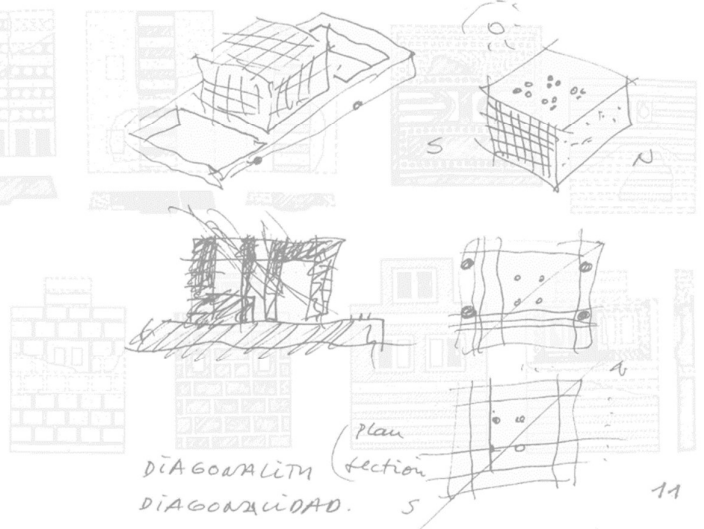 S
N
N
plan
DIAGONALITY
section
DIAGONALIDAD.
S
11